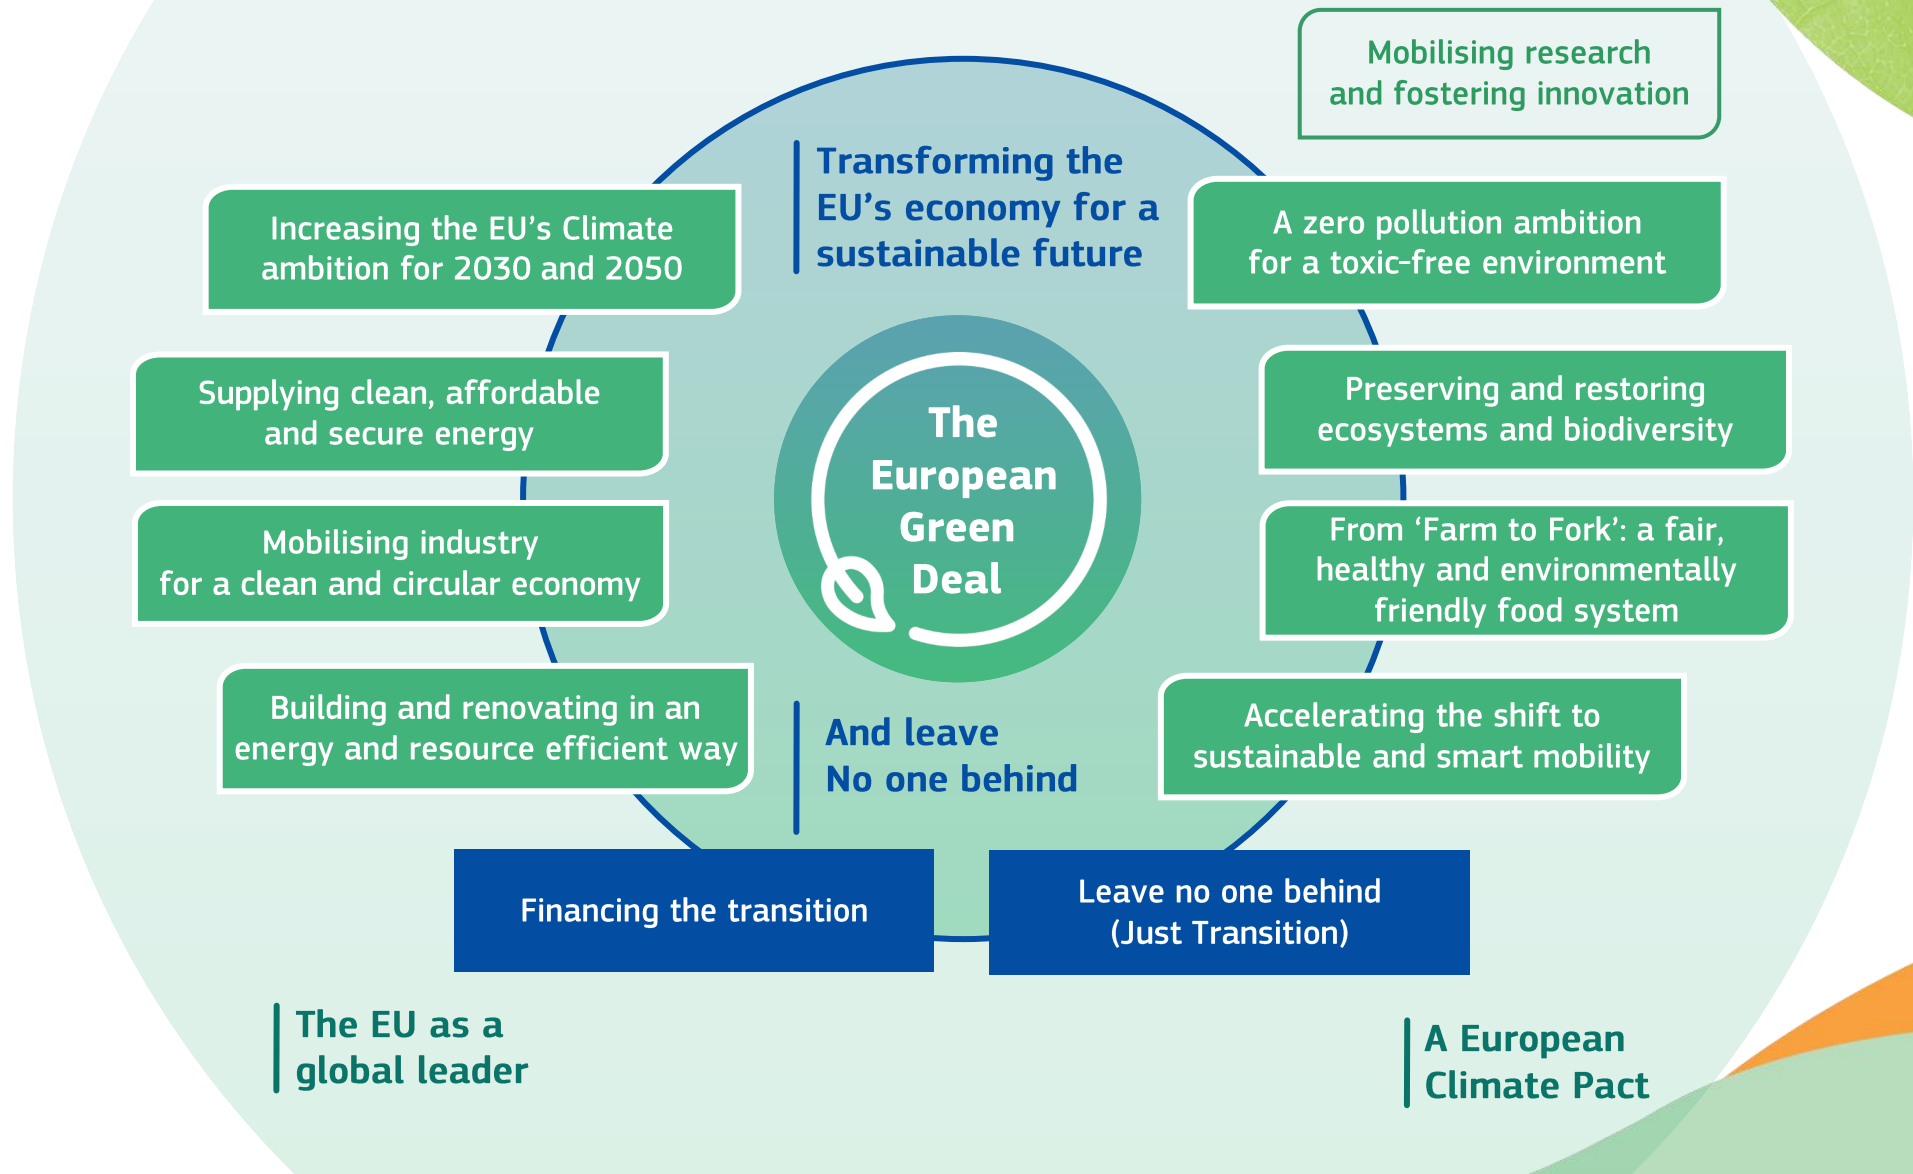 Mobilising research
and fostering innovation
Transforming the
EU’s economy for a
sustainable future
Increasing the EU’s Climate
ambition for 2030 and 2050
A zero pollution ambition
for a toxic-free environment
Supplying clean, affordable
and secure energy
Preserving and restoring
ecosystems and biodiversity
The
European
Green
Deal
Mobilising industry
for a clean and circular economy
From ‘Farm to Fork’: a fair,
healthy and environmentally
friendly food system
Building and renovating in an
energy and resource efficient way
Accelerating the shift to
sustainable and smart mobility
And leave
No one behind
Financing the transition
Leave no one behind
(Just Transition)
The EU as a
global leader
A European
Climate Pact